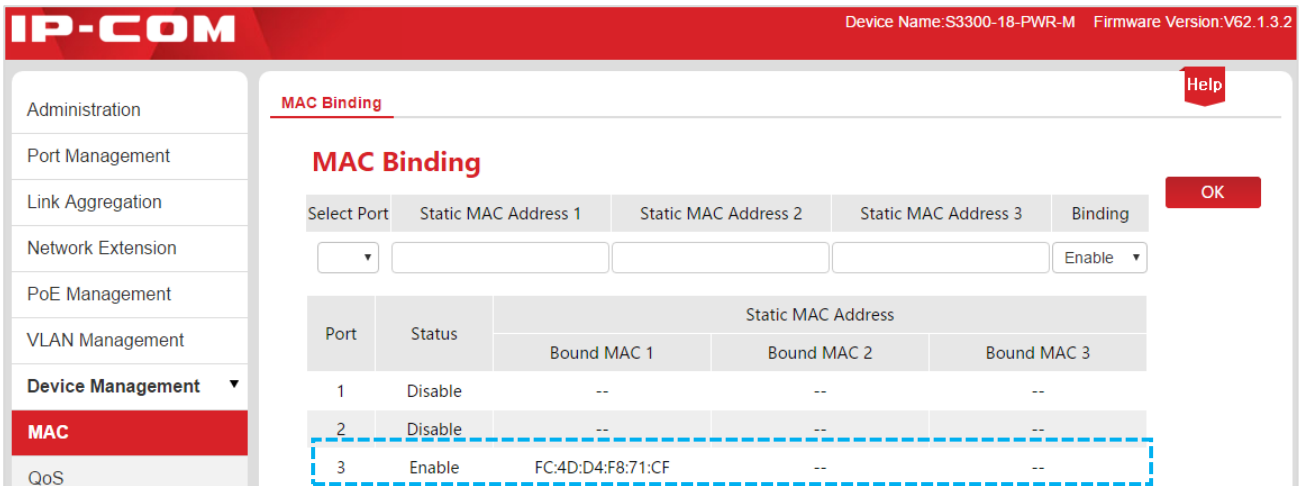 IP-COM
Device Name:S3300-18-PWR-M Firmware Version:V62.1.3.2
Administration
Port Management
Link Aggregation
Network Extension
PoE Management
VLAN Management
Device Management
MAC
QoS
MAC Binding
Help
MAC Binding
OK
Select Port Static MAC Address 1 Static MAC Address 2 Static MAC Address 3 Binding
Enable
Port Status Static MAC Address
Bound MAC 1 Bound MAC 2 Bound MAC 3
1 Disable -- -- --
2 Disable -- -- --
3 Enable FC:4D:D4:F8:71:CF -- --